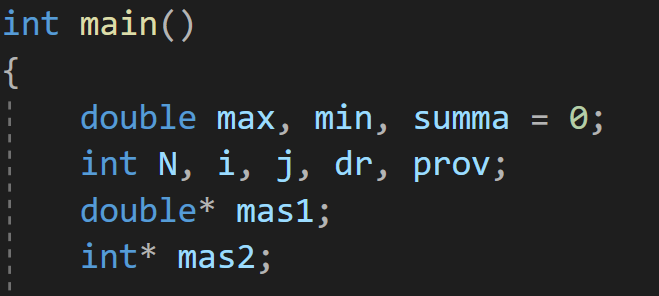 int main()
{
double max, min, summa = 0;
int N, i, j, dr, prov;
double* mas1;
int* mas2;